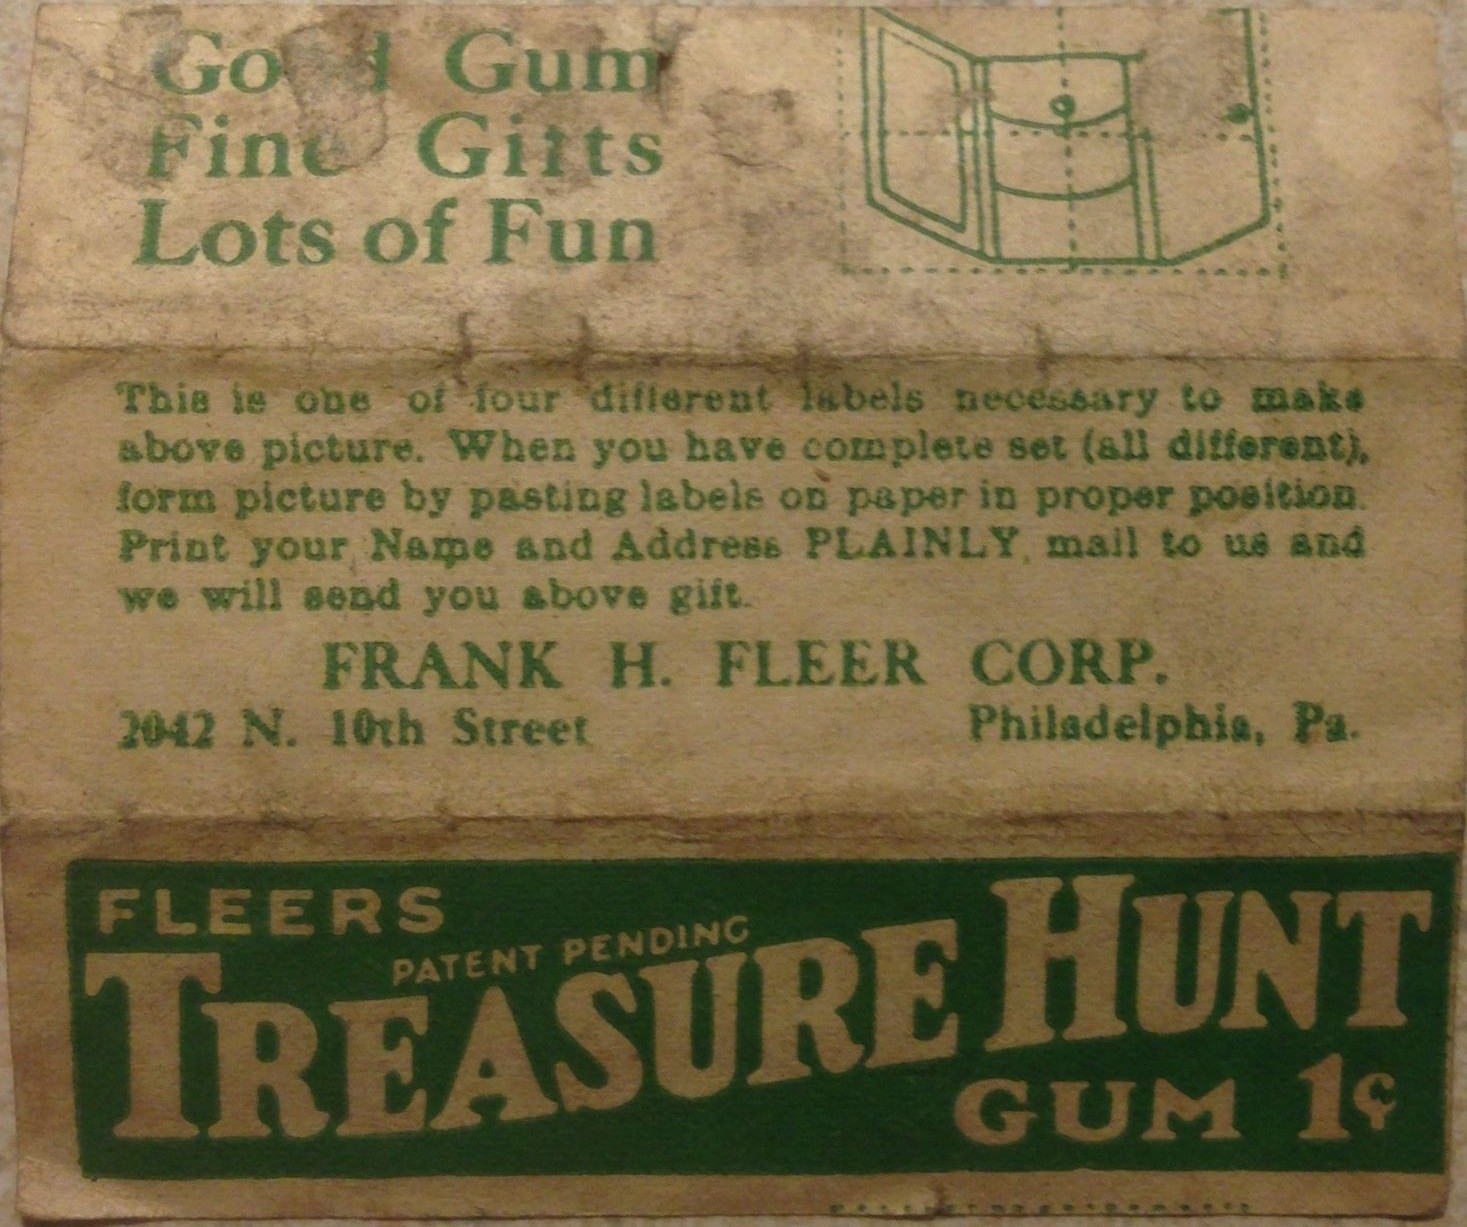 Good Gum
Fine Gifts
Lots of Fun
This is one of four different labels necessary to make
above picture. When you have complete set (all different),
form picture by pasting labels on paper in proper position.
Print your Name and Address PLAINLY, mail to us and
we will send you above gift.
FRANK H. FLEER CORP.
2042 N. 10th Street Philadelphia, Pa.
FLEERS
PATENT PENDING
TREASURE HUNT
GUM 1¢